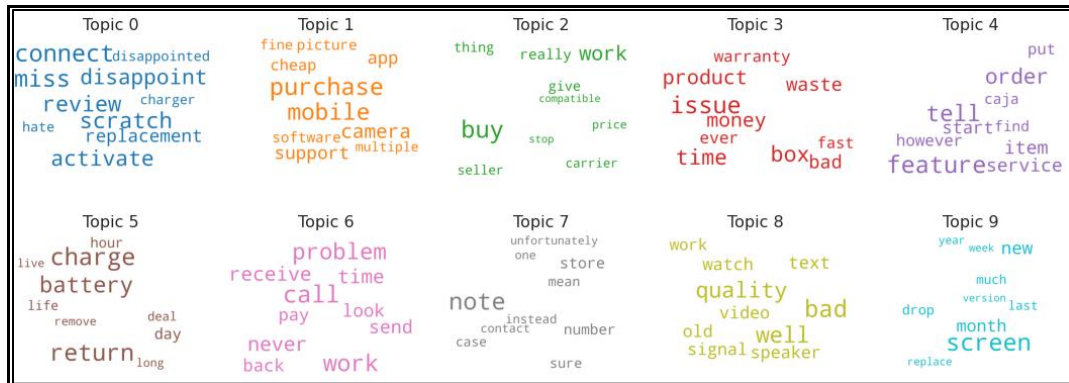 Topic 0
connect disappointed
miss disappoint
review charger
scratch
hate replacement
activate
Topic 1
fine picture
cheap app
purchase
mobile
software camera
support multiple
Topic 2
thing really work
give
compatible
buy price
stop
seller carrier
Topic 3
warranty
product waste
issue
money
ever fast
time box bad
Topic 4
put
order
caja
tell
start find
however item
feature service
Topic 5
hour
live charge
battery
life
remove deal
day
return
long
Topic 6
problem
receive time
call
pay look
send
never
back work
Topic 7
unfortunately
one store
mean
note
instead
contact number
case
sure
Topic 8
work
watch text
quality
video bad
old well
signal speaker
Topic 9
year week new
much
version
drop last
month
screen
replace